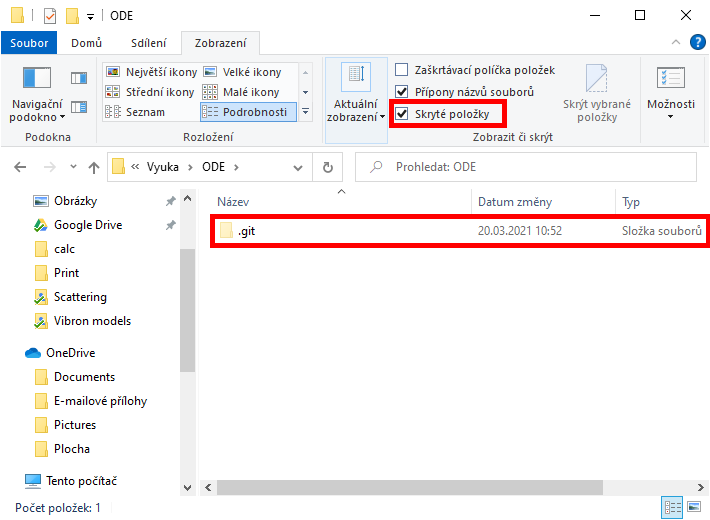 ODE
Soubor Domů Sdílení Zobrazení
Navigační podokno
Největší ikony Velké ikony
Střední ikony Malé ikony
Seznam Podrobnosti
Aktuální zobrazení
Zaškrtávací políčka položek
Přípony názvů souborů
Skryté položky
Skrýt vybrané položky
Možnosti
Podokna Rozložení Zobrazit či skrýt
« Vyuka › ODE › Prohledat: ODE
Název Datum změny Typ
.git 20.03.2021 10:52 Složka souborů
Obrázky
Google Drive
calc
Print
Scattering
Vibron models
OneDrive
Documents
E-mailové přílohy
Pictures
Plocha
Tento počítač
Počet položek: 1